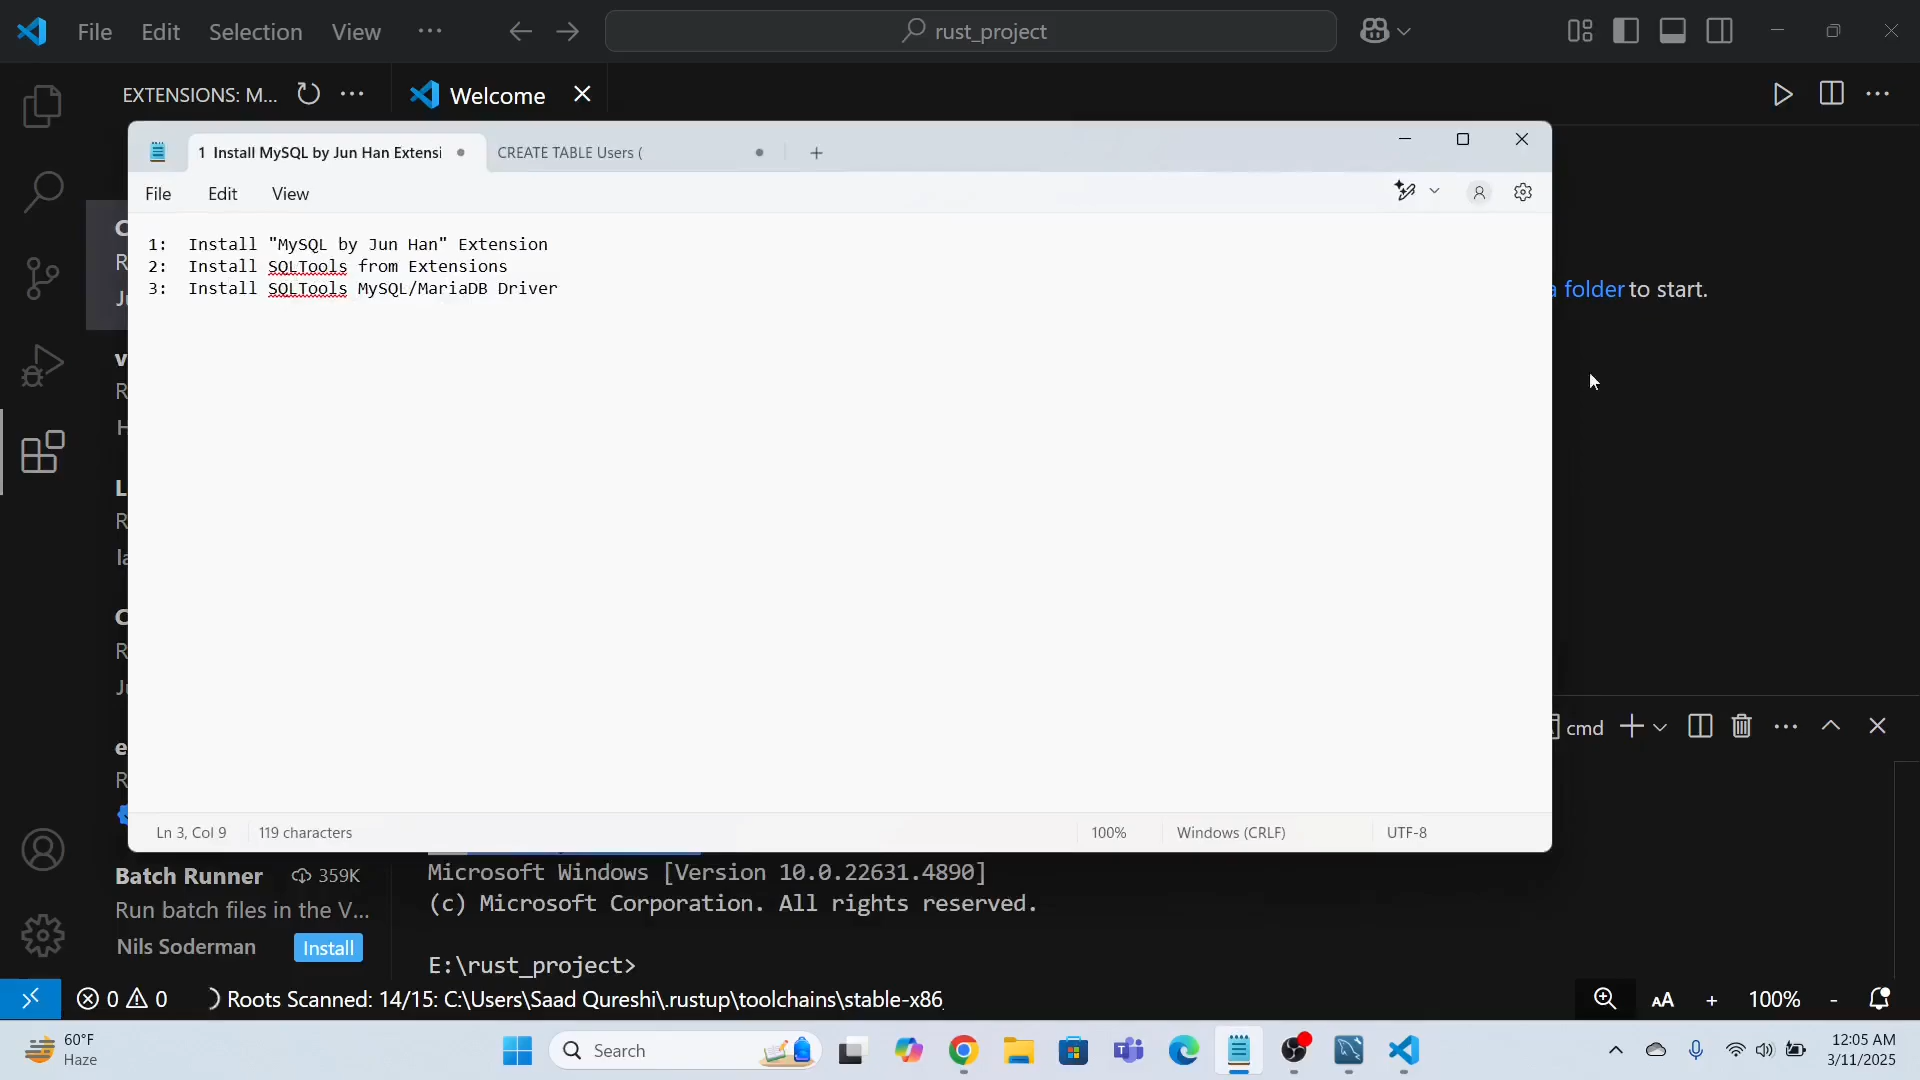 File Edit Selection View ··· rust_project
EXTENSIONS: M... ··· Welcome ···
1 Install MySQL by Jun Han Extensi CREATE TABLE Users (
File Edit View
1: Install "MySQL by Jun Han" Extension
2: Install SQLTools from Extensions
3: Install SQLTools MySQL/MariaDB Driver
folder to start.
cmd
Ln 3, Col 9 119 characters 100% Windows (CRLF) UTF-8
Batch Runner 359K
Run batch files in the V...
Nils Soderman Install
Microsoft Windows [Version 10.0.22631.4890]
(c) Microsoft Corporation. All rights reserved.
E:\rust_project>
0 0 Roots Scanned: 14/15: C:\Users\Saad Qureshi\.rustup\toolchains\stable-x86
AA + 100% -
60°F
Haze
Search
12:05 AM
3/11/2025